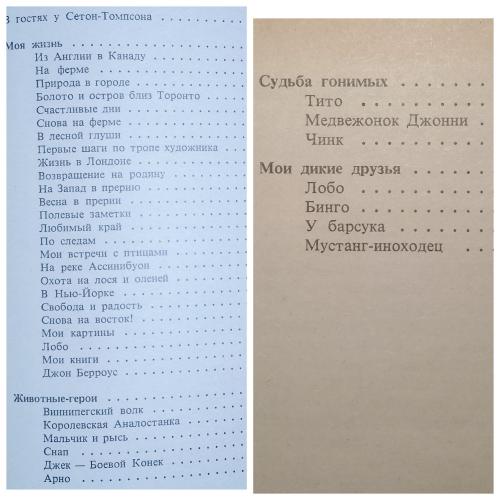 В гостях у Сетон-Томпсона
Моя жизнь
Из Англии в Канаду
На ферме
Природа в городе
Болото и остров близ Торонто
Счастливые дни
Снова на ферме
В лесной глуши
Первые шаги по тропе художника
Жизнь в Лондоне
Возвращение на родину
На Запад в прерию
Весна в прерии
Полевые заметки
Любимый край
По следам
Мои встречи с птицами
На реке Ассинибуон
Охота на лося и оленей
В Нью-Йорке
Свобода и радость
Снова на восток!
Мои картины
Лобо
Мои книги
Джон Берроус
Животные-герои
Виннипегский волк
Королевская Аналостанка
Мальчик и рысь
Снап
Джек — Боевой Конек
Арно
Судьба гонимых
Тито
Медвежонок Джонни
Чинк
Мои дикие друзья
Лобо
Бинго
У барсука
Мустанг-иноходец